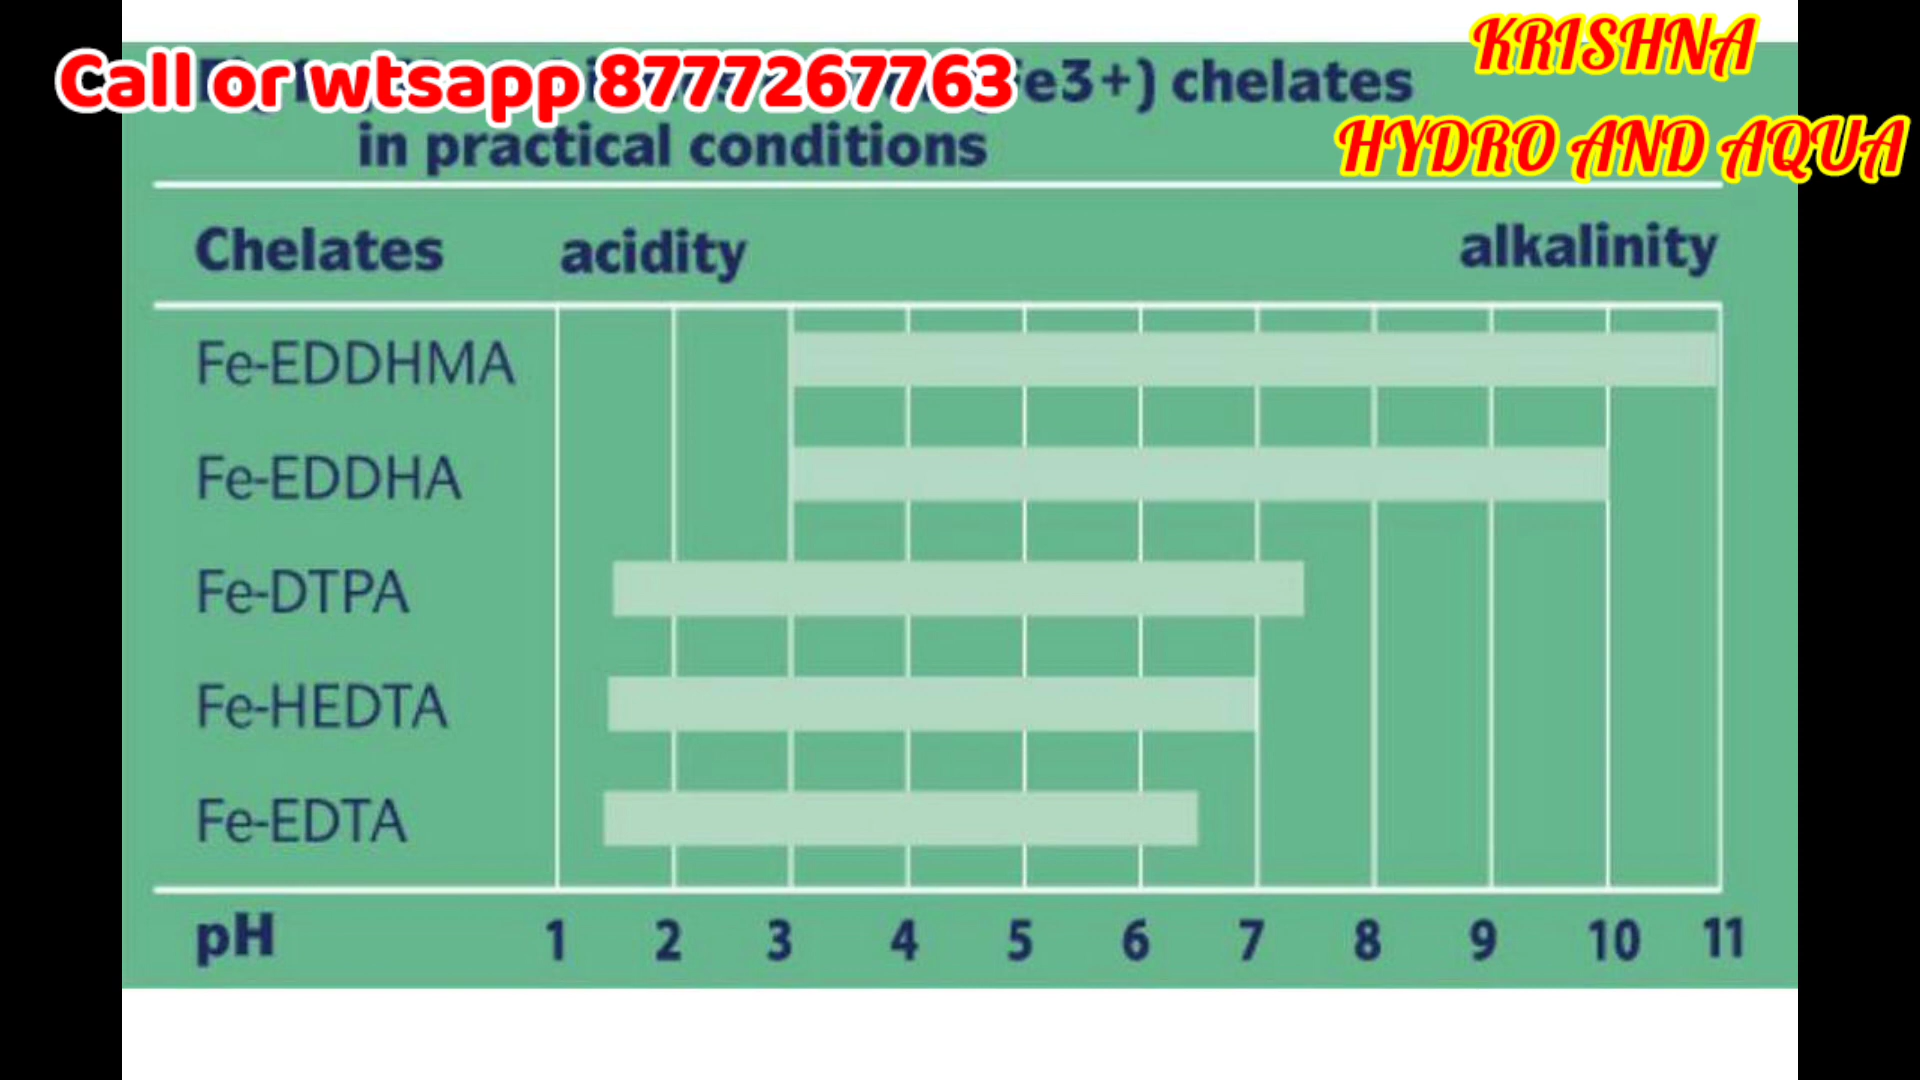 Call or wtsapp 8777267763
KRISHNA
HYDRO AND AQUA
chelates
in practical conditions
Chelates acidity alkalinity
Fe-EDDHMA
Fe-EDDHA
Fe-DTPA
Fe-HEDTA
Fe-EDTA
pH 1 2 3 4 5 6 7 8 9 10 11